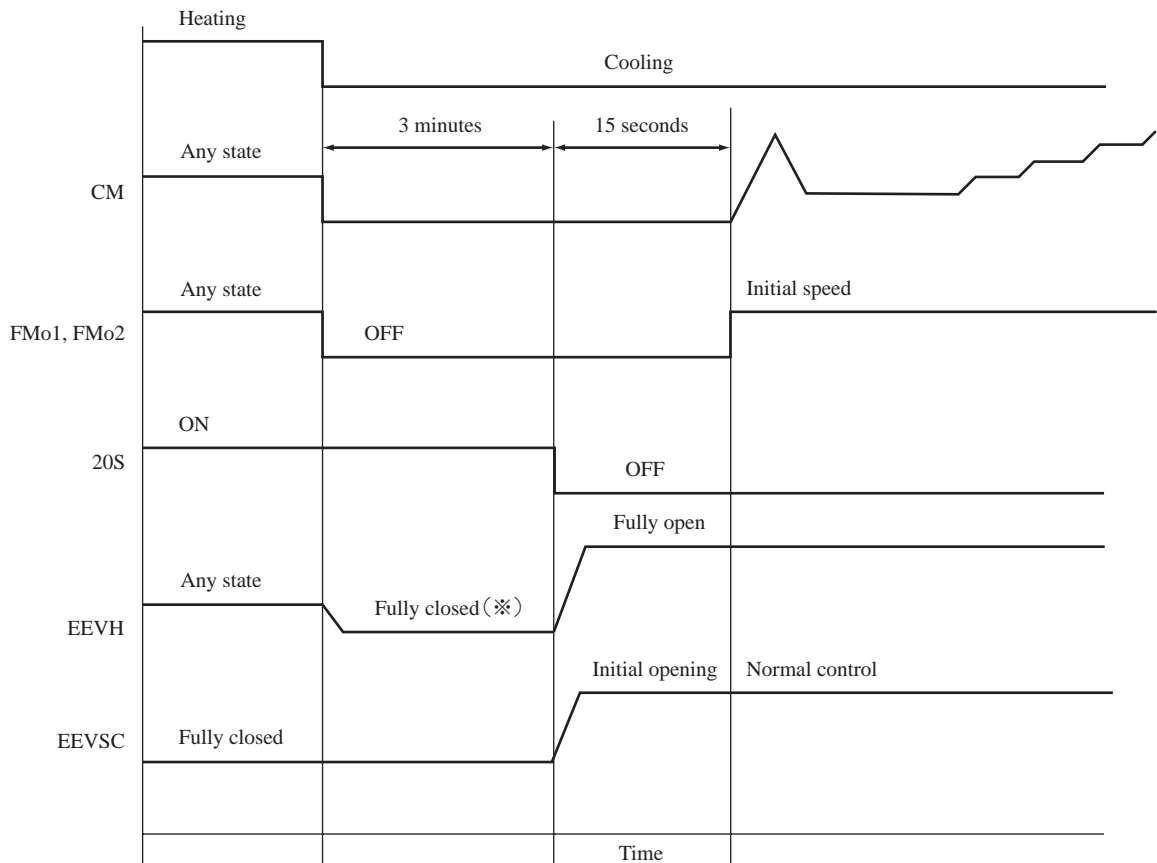 Heating
Cooling
3 minutes
15 seconds
Any state
CM
Any state
Initial speed
FMo1, FMo2
OFF
ON
20S
OFF
Fully open
Any state
Fully closed（※）
EEVH
Initial opening
Normal control
EEVSC
Fully closed
Time